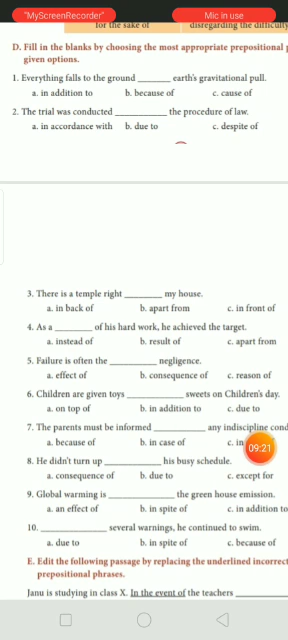 "MyScreenRecorder"
Mic in use
for the sake of
disregarding the difficulty
D. Fill in the blanks by choosing the most appropriate prepositional p
given options.
1. Everything falls to the ground ________ earth's gravitational pull.
a. in addition to b. because of c. cause of
2. The trial was conducted ____________ the procedure of law.
a. in accordance with b. due to c. despite of
3. There is a temple right ________ my house.
a. in back of b. apart from c. in front of
4. As a ________ of his hard work, he achieved the target.
a. instead of b. result of c. apart from
5. Failure is often the ___________ negligence.
a. effect of b. consequence of c. reason of
6. Children are given toys _____________ sweets on Children's day.
a. on top of b. in addition to c. due to
7. The parents must be informed ____________ any indiscipline cond
a. because of b. in case of c. in
09:21
8. He didn't turn up _____________ his busy schedule.
a. consequence of b. due to c. except for
9. Global warming is _______________ the green house emission.
a. an effect of b. in spite of c. in addition to
10. _______________ several warnings, he continued to swim.
a. due to b. in spite of c. because of
E. Edit the following passage by replacing the underlined incorrect
prepositional phrases.
Janu is studying in class X. In the event of the teachers ____________